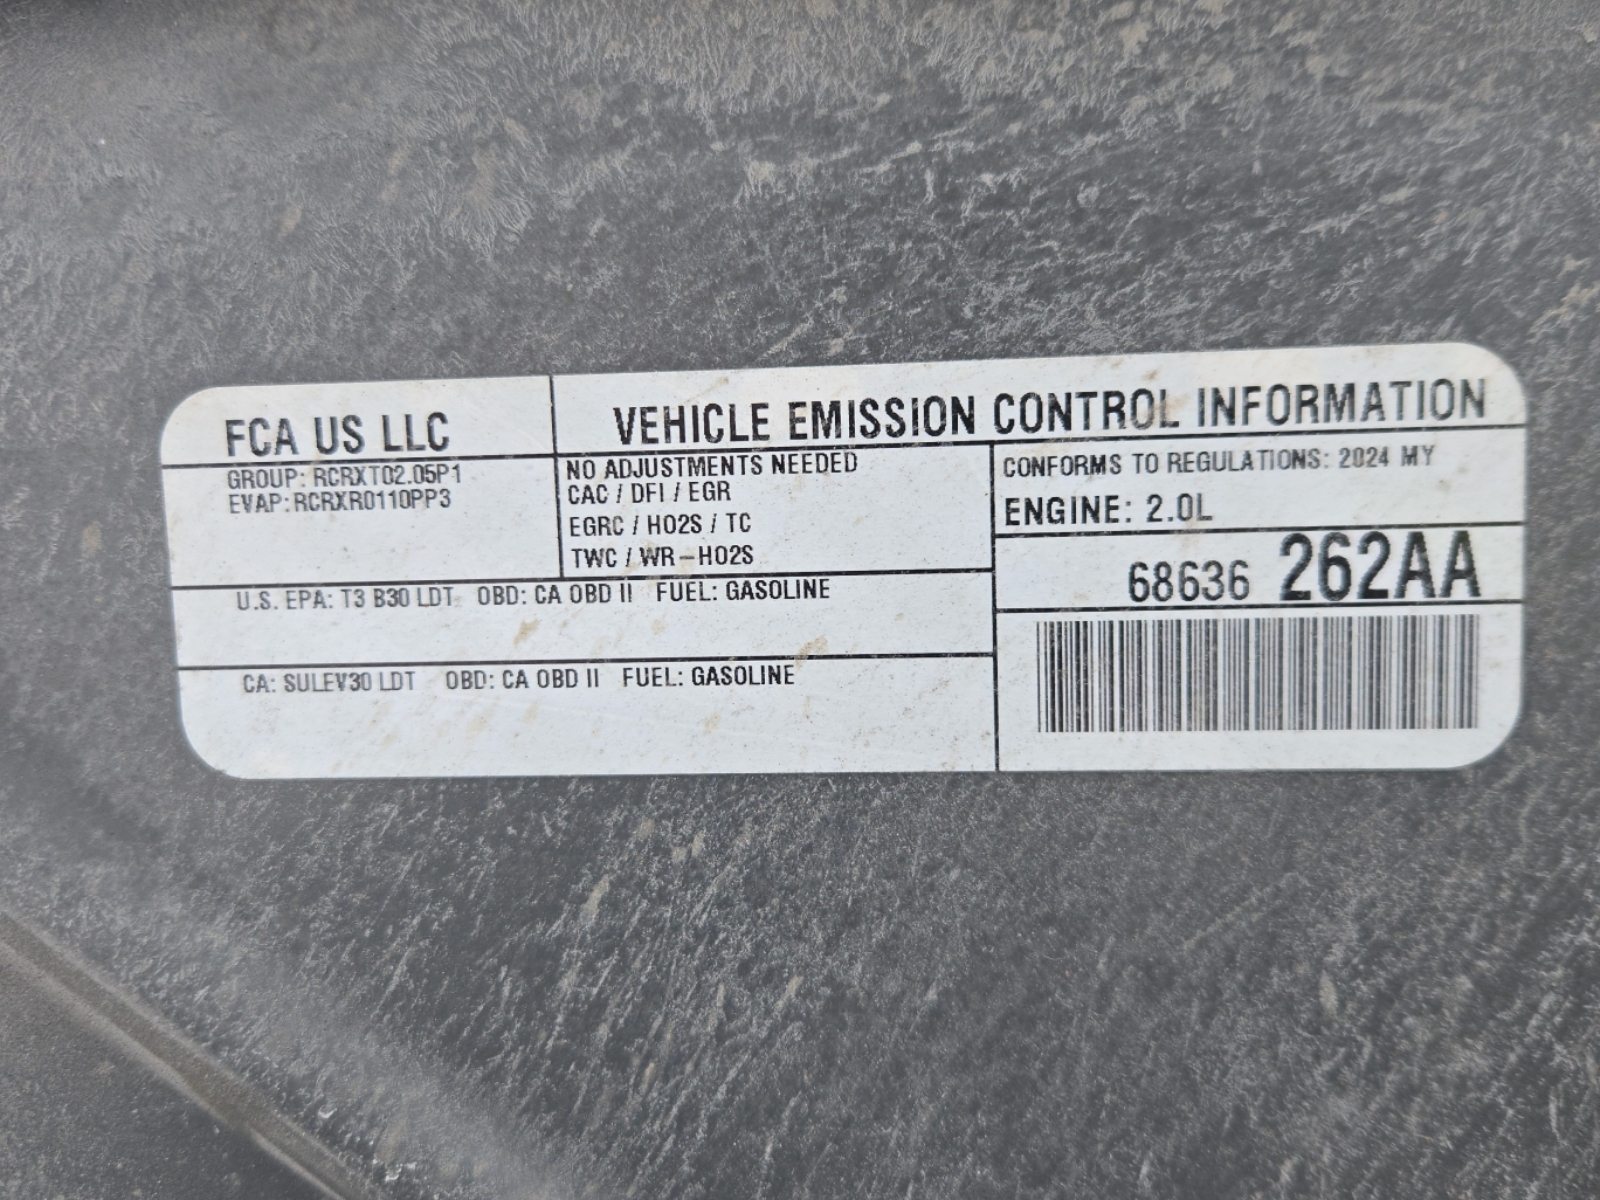 FCA US LLC
VEHICLE EMISSION CONTROL INFORMATION
GROUP: RCRXT02.05P1
EVAP: RCRXR0110PP3
NO ADJUSTMENTS NEEDED
CAC / DFI / EGR
EGRC / HO2S / TC
TWC / WR-HO2S
CONFORMS TO REGULATIONS: 2024 MY
ENGINE: 2.0L
68636 262AA
U.S. EPA: T3 B30 LDT OBD: CA OBD II FUEL: GASOLINE
CA: SULEV30 LDT OBD: CA OBD II FUEL: GASOLINE